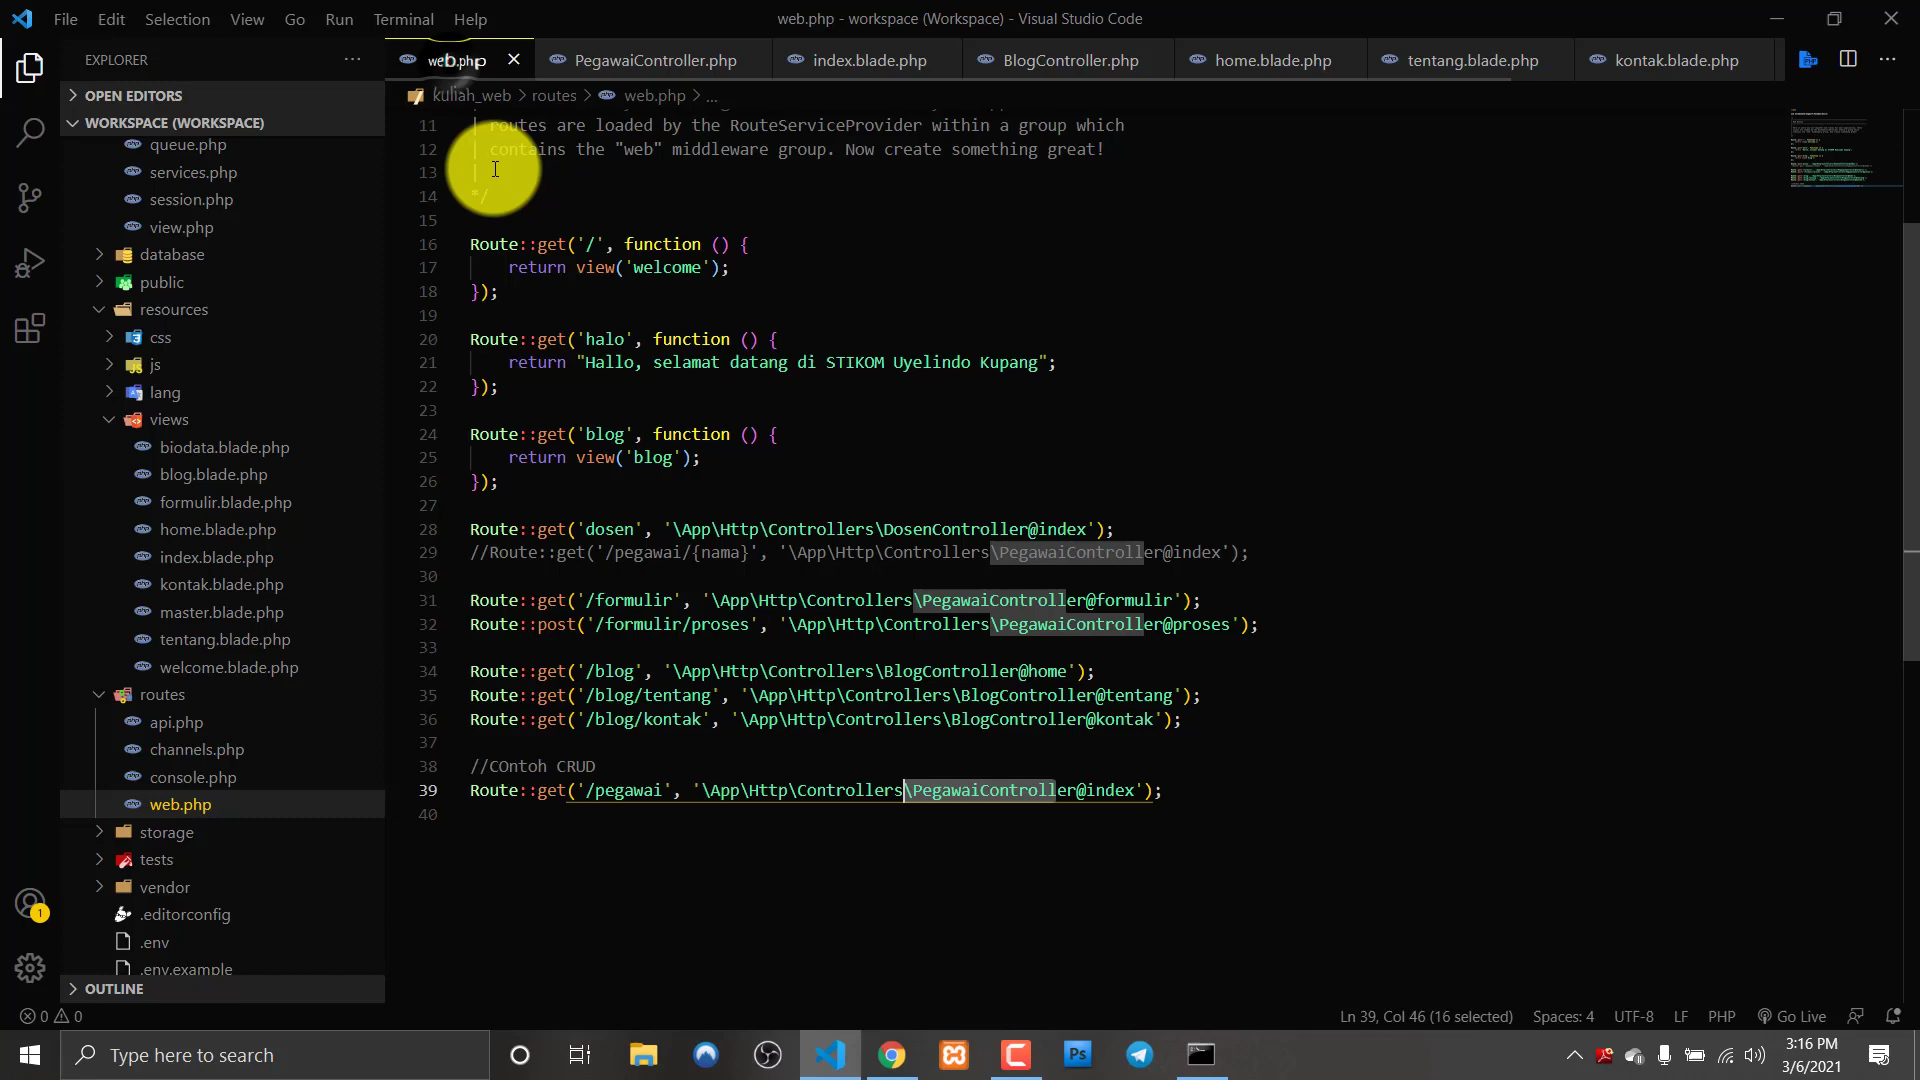 File Edit Selection View Go Run Terminal Help
web.php - workspace (Workspace) - Visual Studio Code
EXPLORER
OPEN EDITORS
WORKSPACE (WORKSPACE)
queue.php
services.php
session.php
view.php
database
public
resources
css
js
lang
views
biodata.blade.php
blog.blade.php
formulir.blade.php
home.blade.php
index.blade.php
kontak.blade.php
master.blade.php
tentang.blade.php
welcome.blade.php
routes
api.php
channels.php
console.php
web.php
storage
tests
vendor
.editorconfig
.env
.env.example
OUTLINE
web.php PegawaiController.php index.blade.php BlogController.php home.blade.php tentang.blade.php kontak.blade.php
kuliah_web > routes > web.php > ...
11 | routes are loaded by the RouteServiceProvider within a group which
12 | contains the "web" middleware group. Now create something great!
13 |
14 */
15
16 Route::get('/', function () {
17 return view('welcome');
18 });
19
20 Route::get('halo', function () {
21 return "Hallo, selamat datang di STIKOM Uyelindo Kupang";
22 });
23
24 Route::get('blog', function () {
25 return view('blog');
26 });
27
28 Route::get('dosen', '\App\Http\Controllers\DosenController@index');
29 //Route::get('/pegawai/{nama}', '\App\Http\Controllers\PegawaiController@index');
30
31 Route::get('/formulir', '\App\Http\Controllers\PegawaiController@formulir');
32 Route::post('/formulir/proses', '\App\Http\Controllers\PegawaiController@proses');
33
34 Route::get('/blog', '\App\Http\Controllers\BlogController@home');
35 Route::get('/blog/tentang', '\App\Http\Controllers\BlogController@tentang');
36 Route::get('/blog/kontak', '\App\Http\Controllers\BlogController@kontak');
37
38 //COntoh CRUD
39 Route::get('/pegawai', '\App\Http\Controllers\PegawaiController@index');
40
1
0 0
Ln 39, Col 46 (16 selected) Spaces: 4 UTF-8 LF PHP Go Live
Type here to search
Ps
3:16 PM
3/6/2021